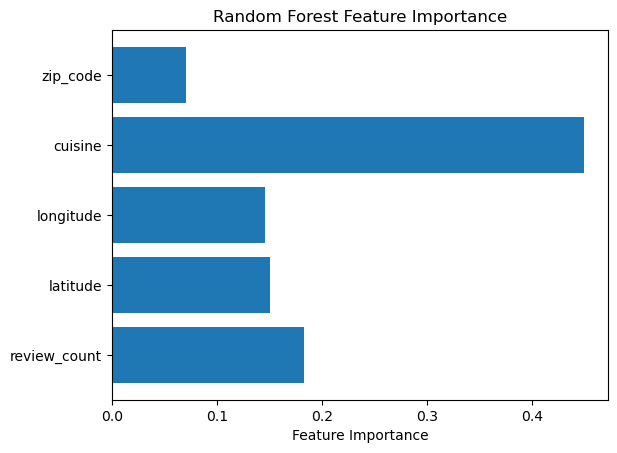 Random Forest Feature Importance
zip_code
cuisine
longitude
latitude
review_count
0.0 0.1 0.2 0.3 0.4
Feature Importance